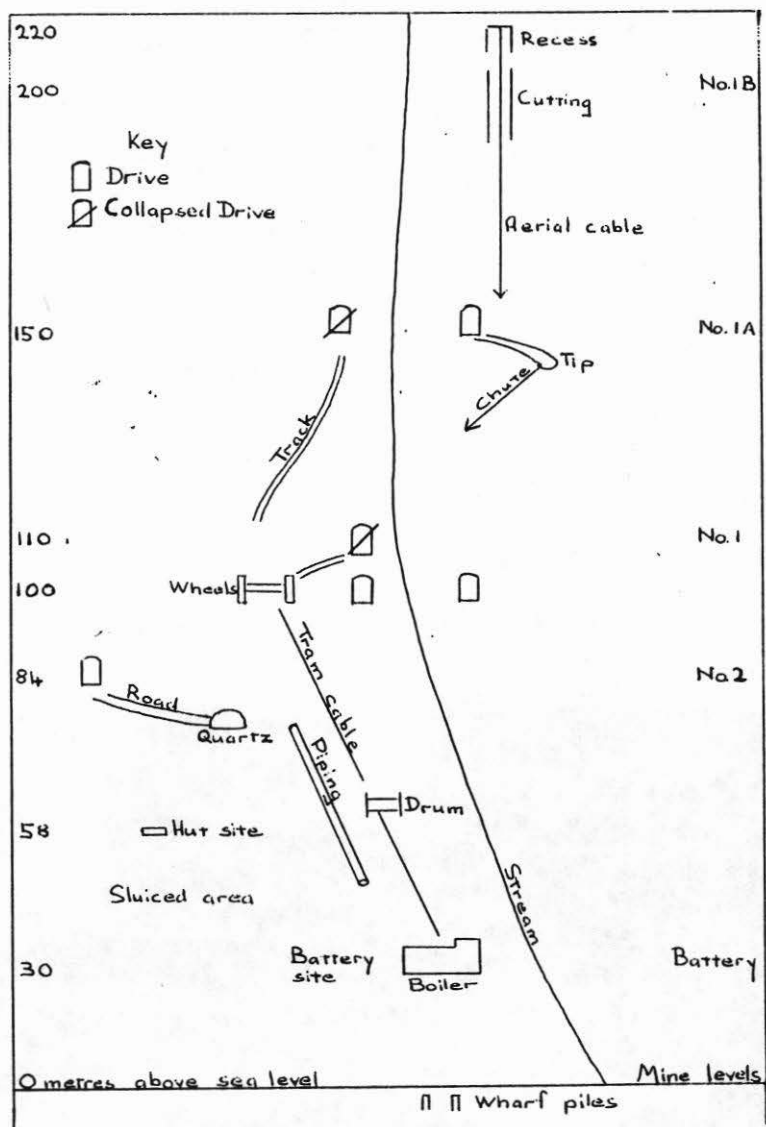 220
Recess
No.1B
200
Cutting
Key
Drive
Collapsed Drive
Aerial cable
150
No.1A
Tip
Chute
Track
110
No.1
100
Wheels
Tram cable
84
No.2
Road
Quartz
Piping
Drum
58
Hut site
Stream
Sluiced area
30
Battery
site
Boiler
Battery
0 metres above sea level
Mine levels
Wharf piles